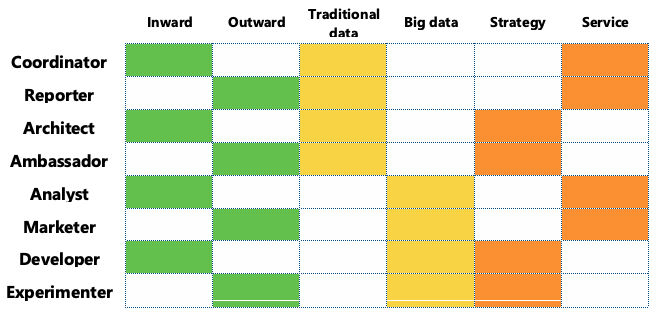 Inward Outward Traditional data Big data Strategy Service
Coordinator
Reporter
Architect
Ambassador
Analyst
Marketer
Developer
Experimenter